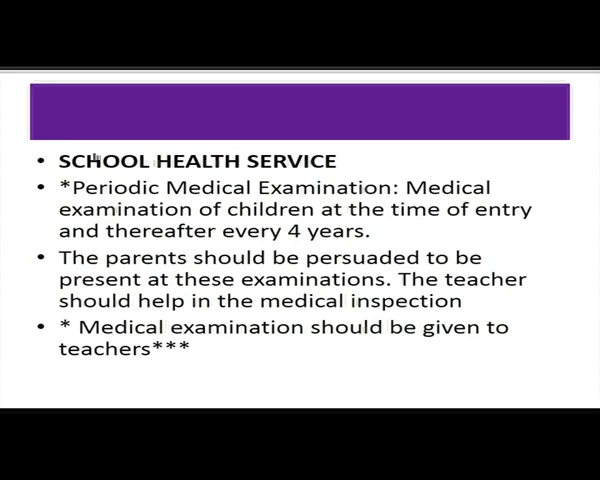 • SCHOOL HEALTH SERVICE
• *Periodic Medical Examination: Medical
examination of children at the time of entry
and thereafter every 4 years.
• The parents should be persuaded to be
present at these examinations. The teacher
should help in the medical inspection
• * Medical examination should be given to
teachers***